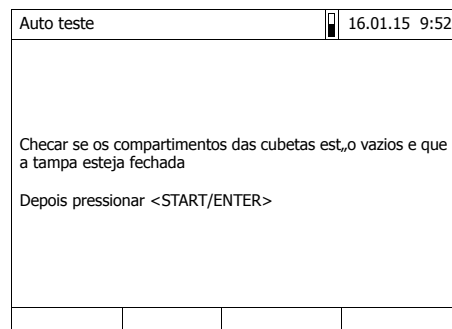 Auto teste
16.01.15 9:52
Checar se os compartimentos das cubetas est„o vazios e que
a tampa esteja fechada
Depois pressionar <START/ENTER>